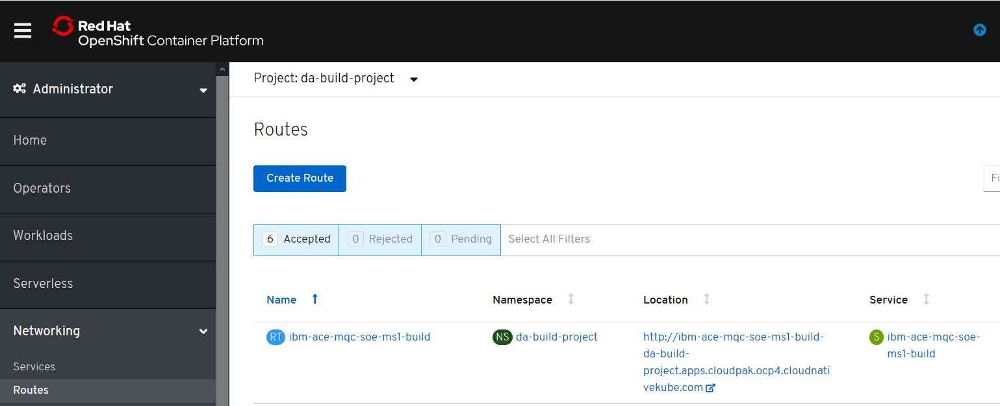 Red Hat
OpenShift Container Platform
Administrator
Home
Operators
Workloads
Serverless
Networking
Services
Routes
Project: da-build-project
Routes
Create Route
Fi
6 Accepted 0 Rejected 0 Pending Select All Filters
Name Namespace Location Service
RT ibm-ace-mqc-soe-ms1-build NS da-build-project http://ibm-ace-mqc-soe-ms1-build- S ibm-ace-mqc-soe-
da-build- ms1-build
project.apps.cloudpak.ocp4.cloudnati
vekube.com